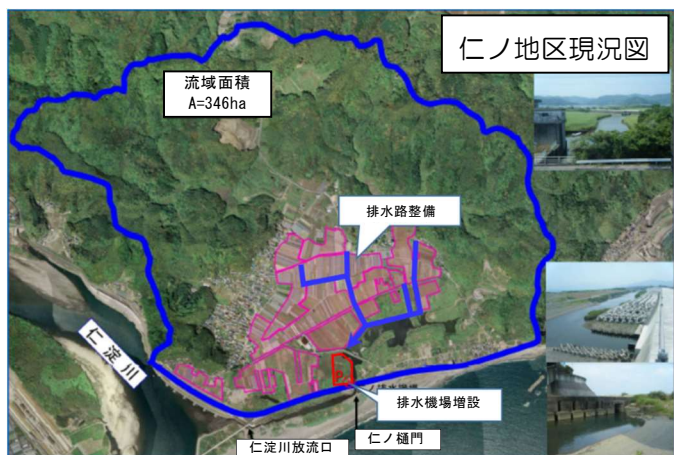 仁ノ地区現況図
流域面積
A=346ha
排水路整備
仁淀川
P
排水機場増設
仁淀川放流口
仁ノ樋門